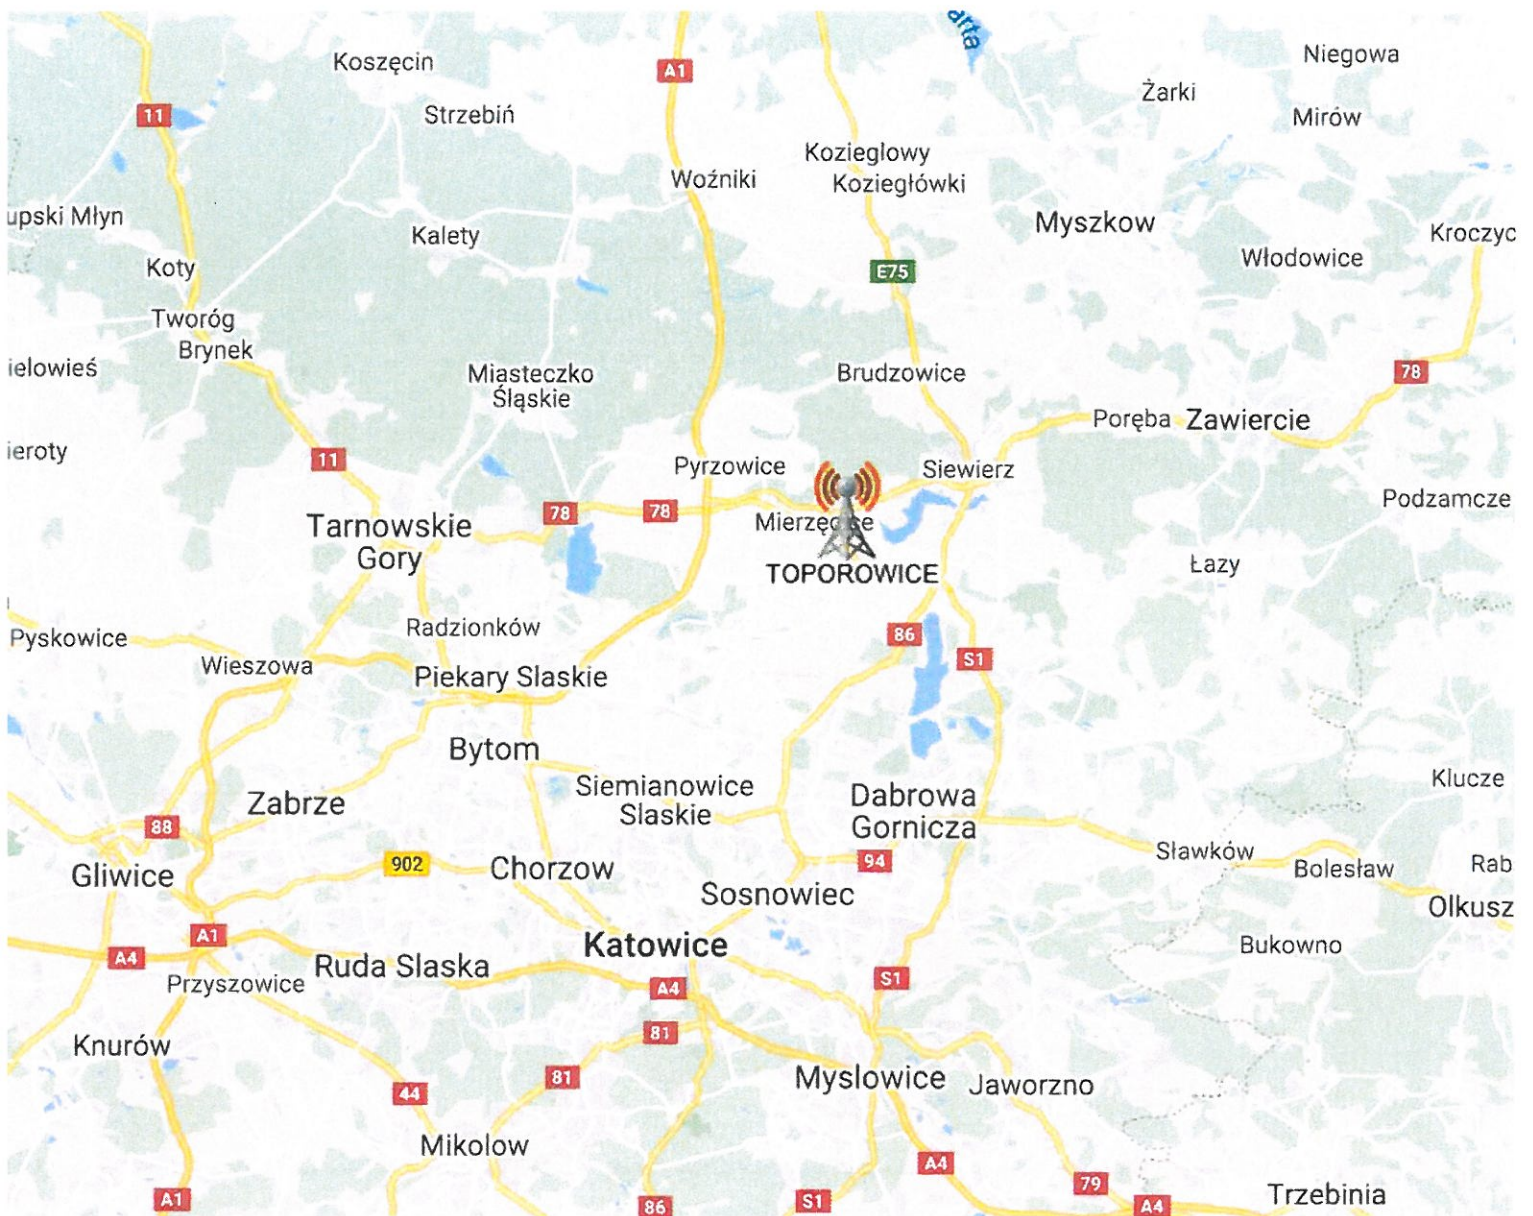 arta
Koszęcin
Niegowa
A1
Żarki
11
Strzebiń
Mirów
Kozieglowy
Woźniki
Koziegłówki
upski Młyn
Myszkow
Kalety
Kroczyc
Koty
E75
Włodowice
Tworóg
Brynek
ielowieś
Miasteczko
Śląskie
Brudzowice
78
Poręba
Zawiercie
ieroty
11
Pyrzowice
Siewierz
Podzamcze
78
78
Tarnowskie
Gory
Mierzęcice
Łazy
TOPOROWICE
Pyskowice
Radzionków
86
Wieszowa
S1
Piekary Slaskie
Bytom
Siemianowice
Slaskie
Klucze
Zabrze
Dabrowa
Gornicza
88
902
94
Sławków
Gliwice
Chorzow
Bolesław
Rab
Sosnowiec
Olkusz
A1
Katowice
Bukowno
A4
Ruda Slaska
Przyszowice
A4
S1
81
Knurów
81
Myslowice
Jaworzno
44
Mikolow
A4
79
A1
86
S1
A4
Trzebinia